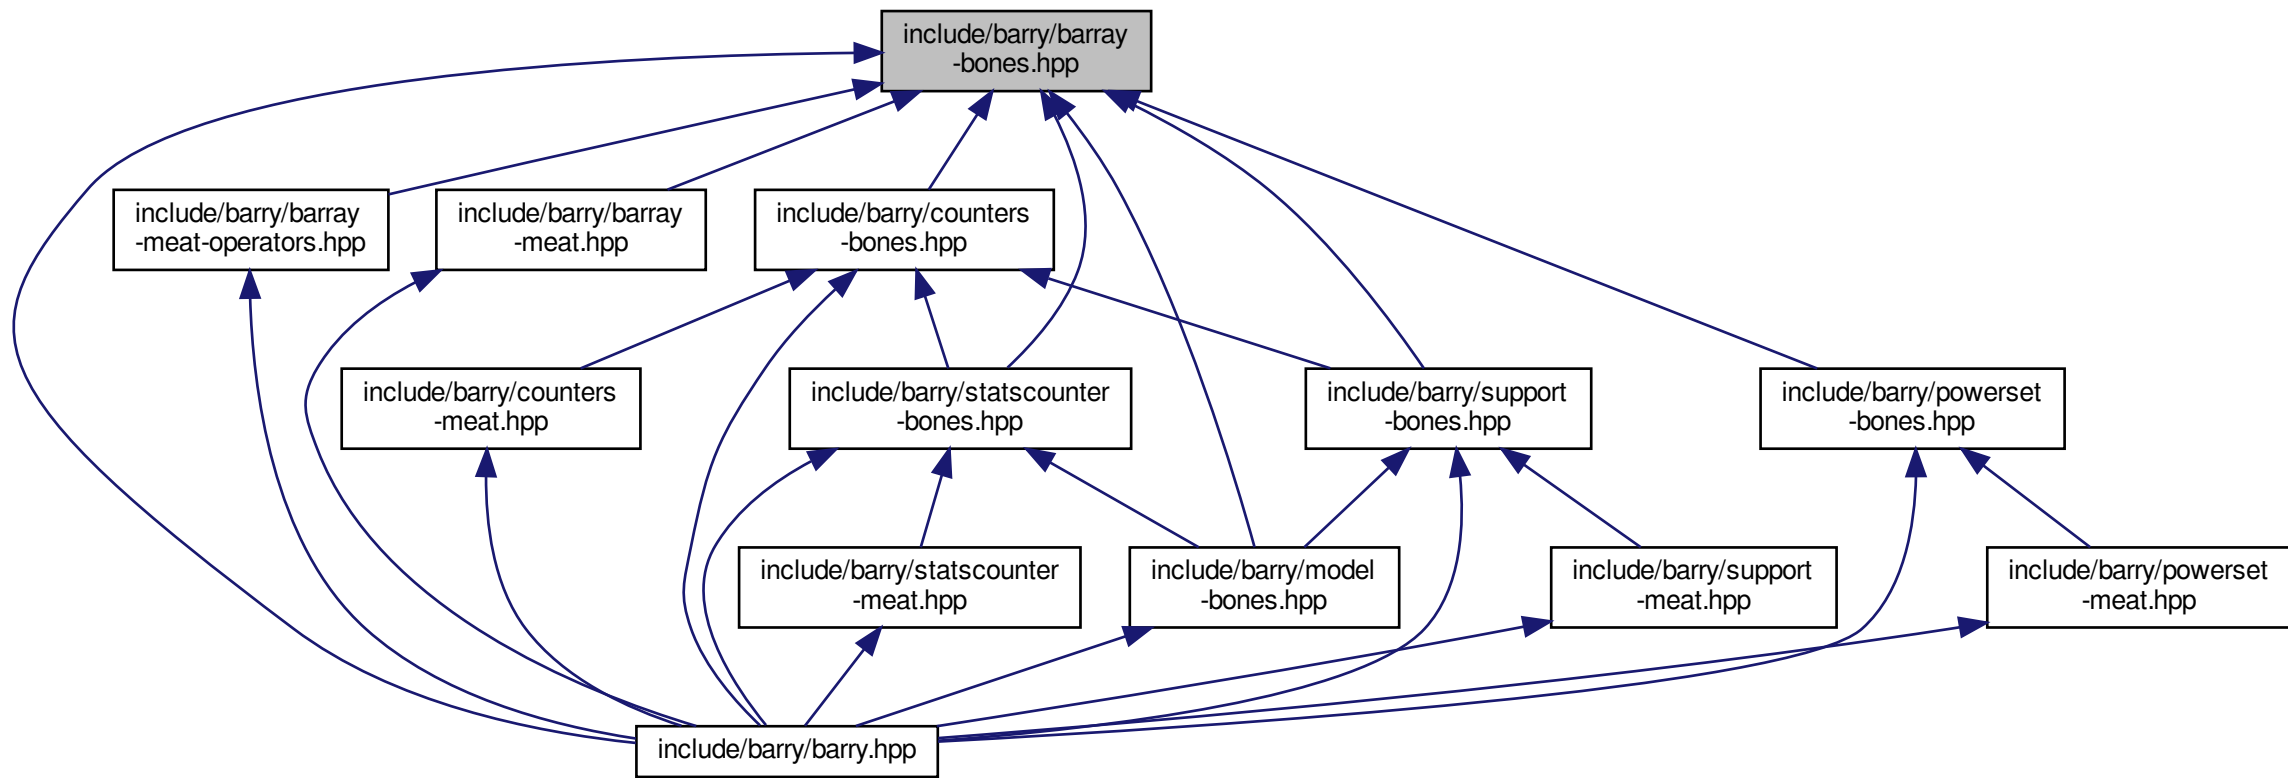 include/barry/barray
-bones.hpp
include/barry/barray
-meat-operators.hpp
include/barry/barray
-meat.hpp
include/barry/counters
-bones.hpp
include/barry/counters
-meat.hpp
include/barry/statscounter
-bones.hpp
include/barry/support
-bones.hpp
include/barry/powerset
-bones.hpp
include/barry/statscounter
-meat.hpp
include/barry/model
-bones.hpp
include/barry/support
-meat.hpp
include/barry/powerset
-meat.hpp
include/barry/barry.hpp